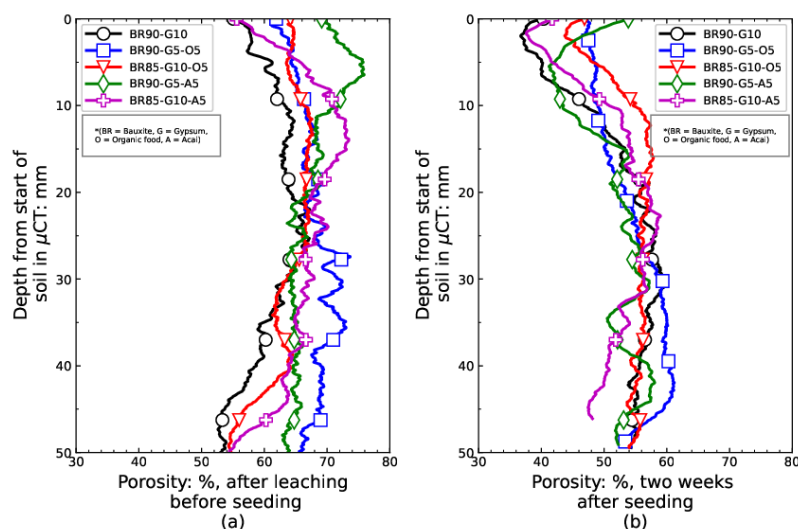 0
10
20
30
40
50
30
40
50
60
70
80
Depth from start of
soil in μCT: mm
BR90-G10
BR90-G5-O5
BR85-G10-O5
BR90-G5-A5
BR85-G10-A5
*(BR = Bauxite, G = Gypsum,
O = Organic food, A = Acai)
Porosity: %, after leaching
before seeding
(a)
0
10
20
30
40
50
30
40
50
60
70
80
Depth from start of
soil in μCT: mm
BR90-G10
BR90-G5-O5
BR85-G10-O5
BR90-G5-A5
BR85-G10-A5
*(BR = Bauxite, G = Gypsum,
O = Organic food, A = Acai)
Porosity: %, two weeks
after seeding
(b)